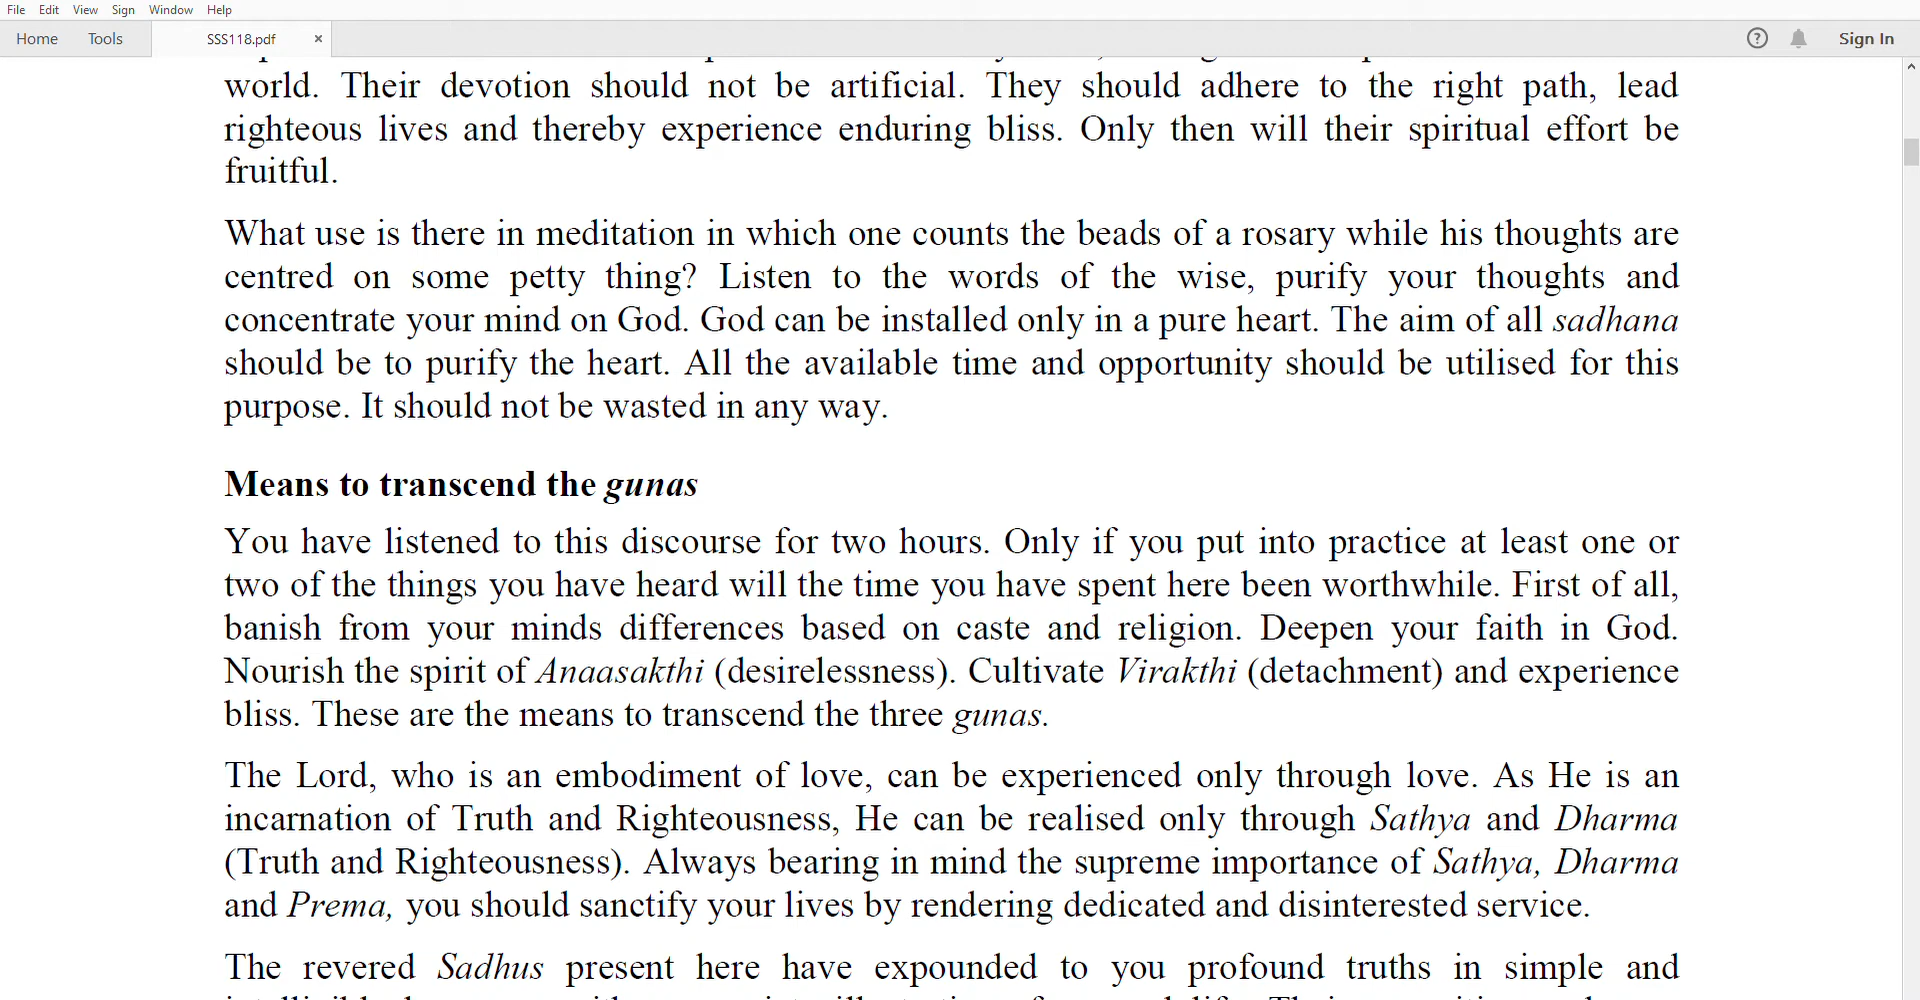 File Edit View Sign Window Help
Home Tools SSS118.pdf × ? Sign In
world. Their devotion should not be artificial. They should adhere to the right path, lead
righteous lives and thereby experience enduring bliss. Only then will their spiritual effort be
fruitful.
What use is there in meditation in which one counts the beads of a rosary while his thoughts are
centred on some petty thing? Listen to the words of the wise, purify your thoughts and
concentrate your mind on God. God can be installed only in a pure heart. The aim of all sadhana
should be to purify the heart. All the available time and opportunity should be utilised for this
purpose. It should not be wasted in any way.
Means to transcend the gunas
You have listened to this discourse for two hours. Only if you put into practice at least one or
two of the things you have heard will the time you have spent here been worthwhile. First of all,
banish from your minds differences based on caste and religion. Deepen your faith in God.
Nourish the spirit of Anaasakthi (desirelessness). Cultivate Virakthi (detachment) and experience
bliss. These are the means to transcend the three gunas.
The Lord, who is an embodiment of love, can be experienced only through love. As He is an
incarnation of Truth and Righteousness, He can be realised only through Sathya and Dharma
(Truth and Righteousness). Always bearing in mind the supreme importance of Sathya, Dharma
and Prema, you should sanctify your lives by rendering dedicated and disinterested service.
The revered Sadhus present here have expounded to you profound truths in simple and